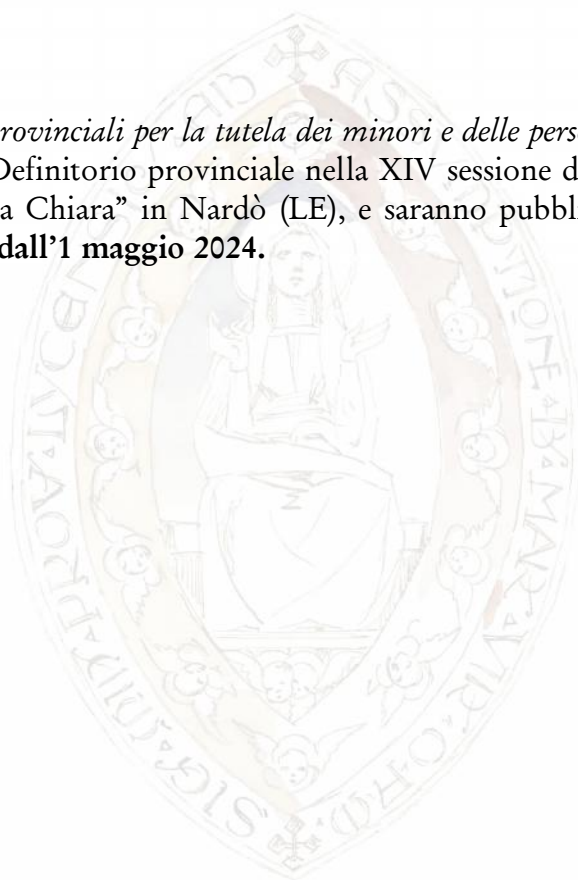 rovinciali per la tutela dei minori e delle pers
Definitorio provinciale nella XIV sessione d
a Chiara” in Nardò (LE), e saranno pubbli
dall’1 maggio 2024.